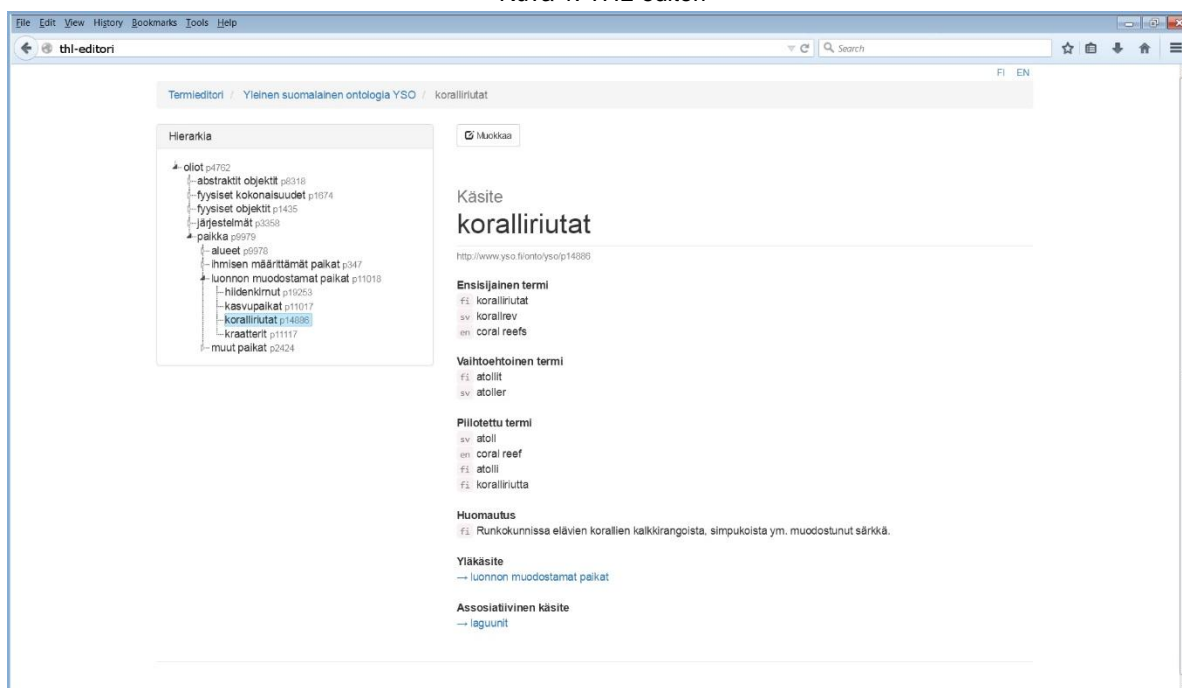 File Edit View History Bookmarks Tools Help
thl-editori
Search
FI EN
Termieditori / Yleinen suomalainen ontologia YSO / koralliriutat
Hierarkia
oliot p4762
abstraktit objektit p8318
fyysiset kokonaisuudet p1674
fyysiset objektit p1435
järjestelmät p3358
paikka p9979
alueet p9978
ihmisen määrittämät paikat p347
luonnon muodostamat paikat p11018
hiidenkirnut p19253
kasvupaikat p11017
koralliriutat p14886
kraatterit p11117
muut paikat p2424
Muokkaa
Käsite
koralliriutat
http://www.yso.fi/onto/yso/p14886
Ensisijainen termi
fi koralliriutat
sv korallrev
en coral reefs
Vaihtoehtoinen termi
fi atollit
sv atoller
Piilotettu termi
sv atoll
en coral reef
fi atolli
fi koralliriutta
Huomautus
fi Runkokunnissa elävien korallien kalkkirangoista, simpukoista ym. muodostunut särkkä.
Yläkäsite
→ luonnon muodostamat paikat
Assosiatiivinen käsite
→ laguunit